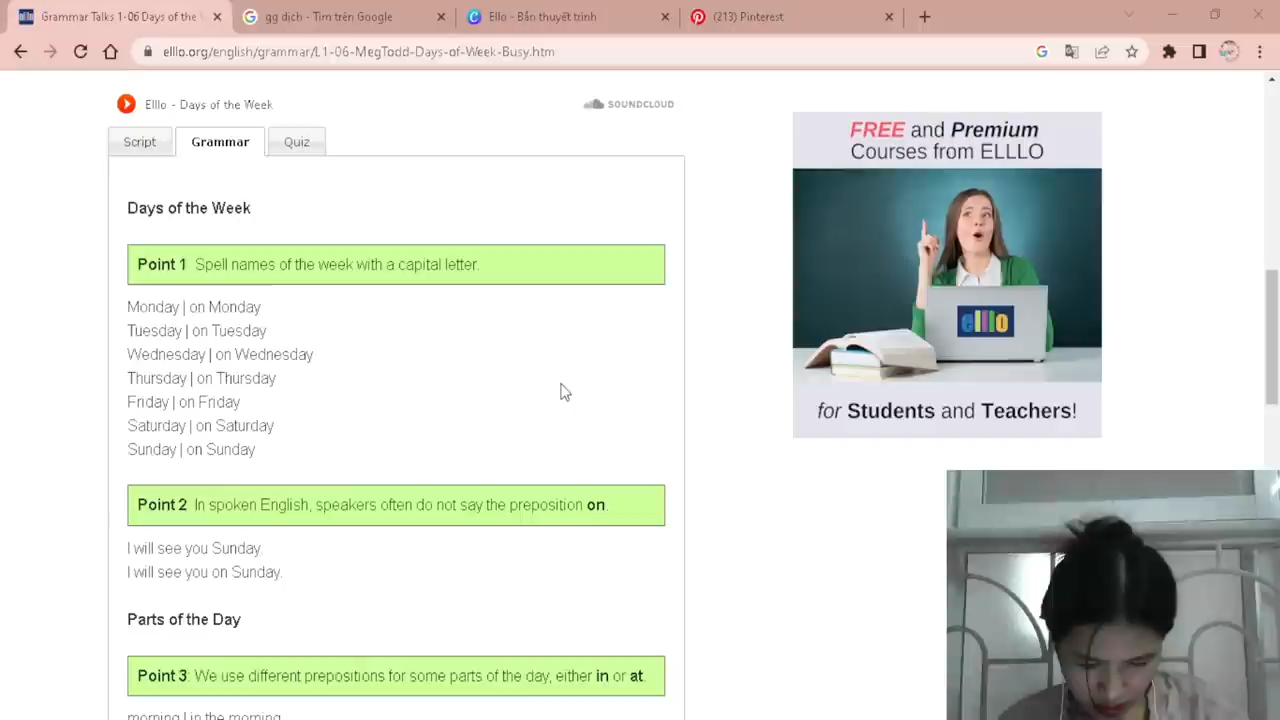 Grammar Talks 1-06 Days of the
gg dịch - Tìm trên Google
Ello - Bản thuyết trình
(213) Pinterest
elllo.org/english/grammar/L1-06-MegTodd-Days-of-Week-Busy.htm
Elllo - Days of the Week
SOUNDCLOUD
Script
Grammar
Quiz
Days of the Week
Point 1 Spell names of the week with a capital letter.
Monday | on Monday
Tuesday | on Tuesday
Wednesday | on Wednesday
Thursday | on Thursday
Friday | on Friday
Saturday | on Saturday
Sunday | on Sunday
Point 2 In spoken English, speakers often do not say the preposition on.
I will see you Sunday.
I will see you on Sunday.
Parts of the Day
Point 3: We use different prepositions for some parts of the day, either in or at.
morning | in the morning
FREE and Premium
Courses from ELLLO
elllo
for Students and Teachers!